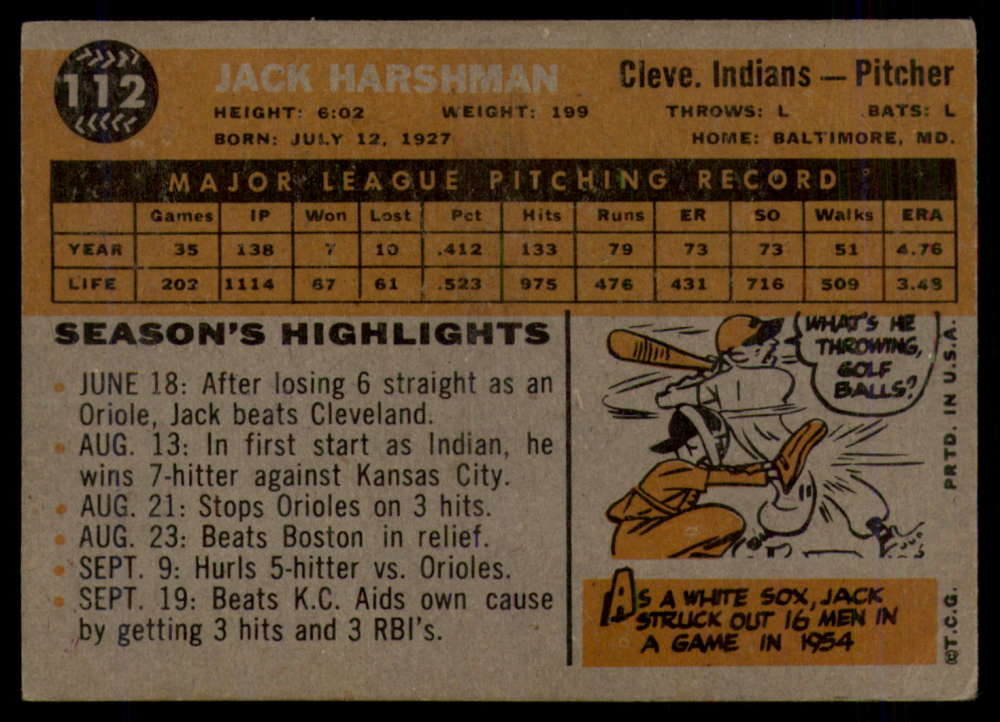 112
JACK HARSHMAN
Cleve. Indians — Pitcher
HEIGHT: 6:02 WEIGHT: 199 THROWS: L BATS: L
BORN: JULY 12, 1927 HOME: BALTIMORE, MD.
MAJOR LEAGUE PITCHING RECORD
Games IP Won Lost Pct Hits Runs ER SO Walks ERA
YEAR 35 138 7 10 .412 133 79 73 73 51 4.76
LIFE 202 1114 67 61 .523 975 476 431 716 509 3.48
SEASON'S HIGHLIGHTS
• JUNE 18: After losing 6 straight as an
Oriole, Jack beats Cleveland.
• AUG. 13: In first start as Indian, he
wins 7-hitter against Kansas City.
• AUG. 21: Stops Orioles on 3 hits.
• AUG. 23: Beats Boston in relief.
• SEPT. 9: Hurls 5-hitter vs. Orioles.
• SEPT. 19: Beats K.C. Aids own cause
by getting 3 hits and 3 RBI's.
WHAT'S HE
THROWING,
GOLF
BALLS?
AS A WHITE SOX, JACK
STRUCK OUT 16 MEN IN
A GAME IN 1954
©T.C.G. PRTD. IN U.S.A.